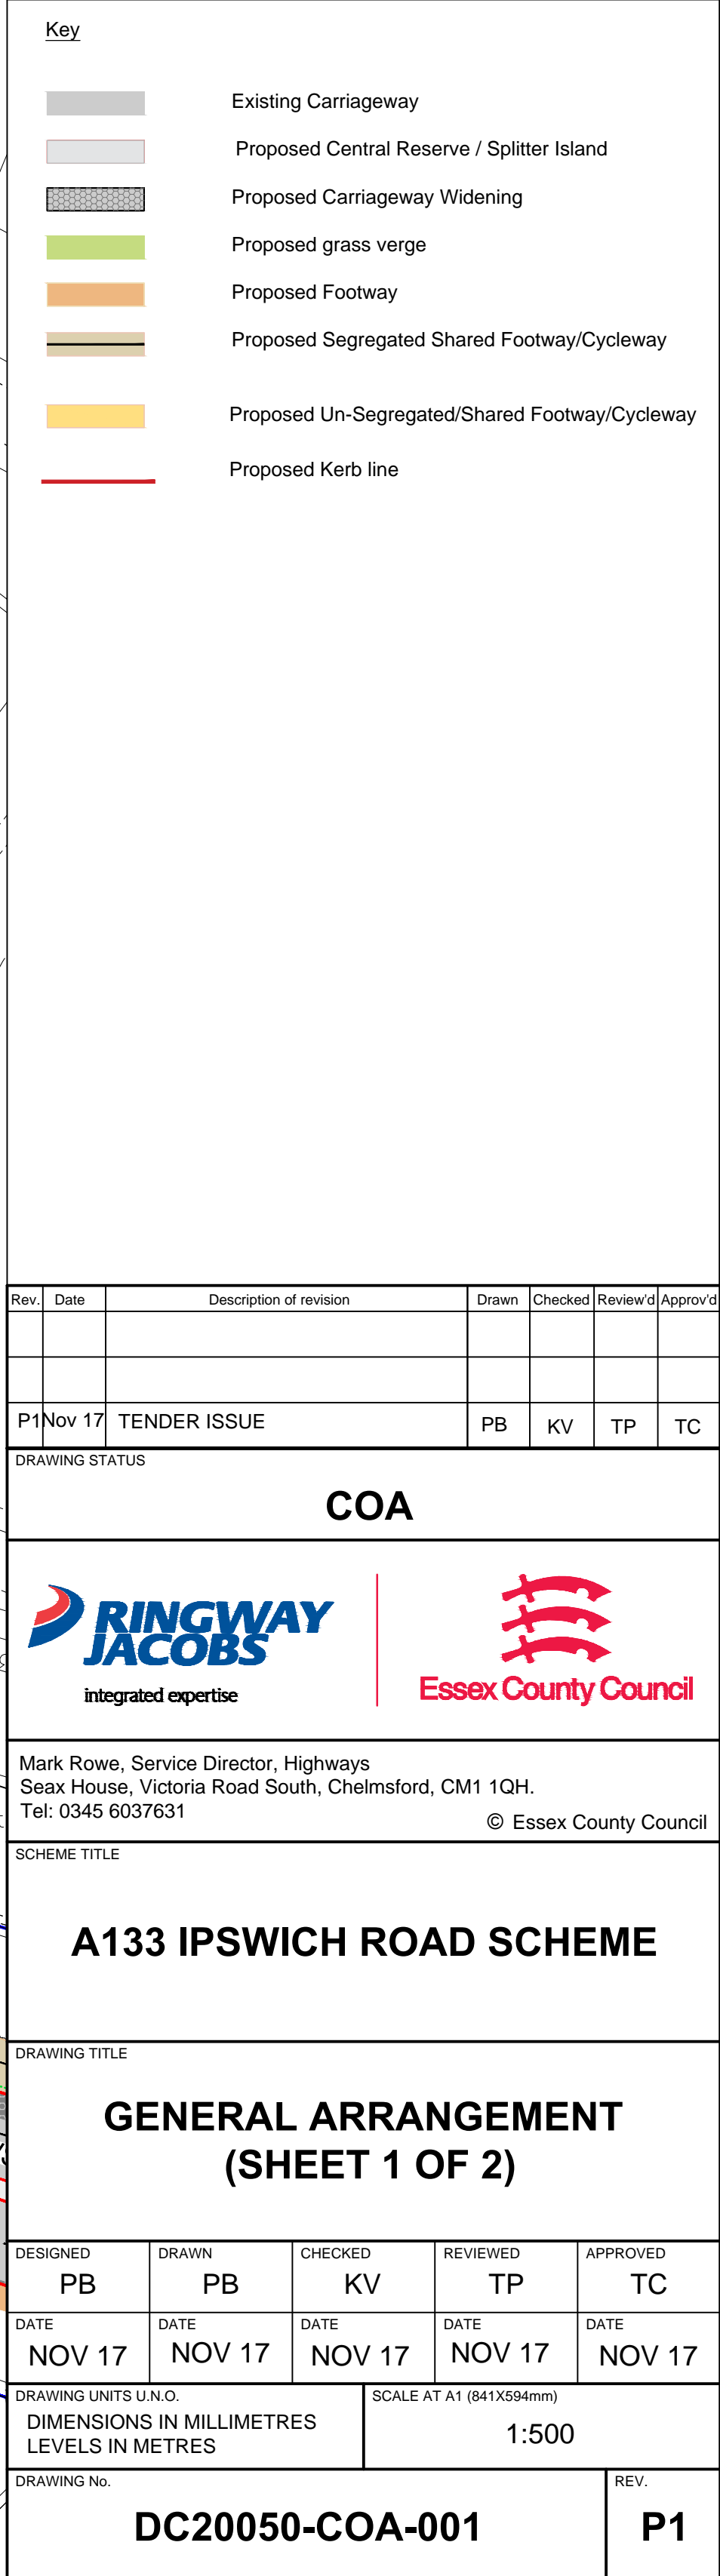 Key
Existing Carriageway
Proposed Central Reserve / Splitter Island
Proposed Carriageway Widening
Proposed grass verge
Proposed Footway
Proposed Segregated Shared Footway/Cycleway
Proposed Un-Segregated/Shared Footway/Cycleway
Proposed Kerb line
Rev. Date Description of revision Drawn Checked Review'd Approv'd
P1 Nov 17 TENDER ISSUE PB KV TP TC
DRAWING STATUS
COA
RINGWAY
JACOBS
integrated expertise
Essex County Council
Mark Rowe, Service Director, Highways
Seax House, Victoria Road South, Chelmsford, CM1 1QH.
Tel: 0345 6037631
© Essex County Council
SCHEME TITLE
A133 IPSWICH ROAD SCHEME
DRAWING TITLE
GENERAL ARRANGEMENT
(SHEET 1 OF 2)
DESIGNED DRAWN CHECKED REVIEWED APPROVED
PB PB KV TP TC
DATE DATE DATE DATE DATE
NOV 17 NOV 17 NOV 17 NOV 17 NOV 17
DRAWING UNITS U.N.O. SCALE AT A1 (841X594mm)
DIMENSIONS IN MILLIMETRES
LEVELS IN METRES
1:500
DRAWING No. REV.
DC20050-COA-001 P1